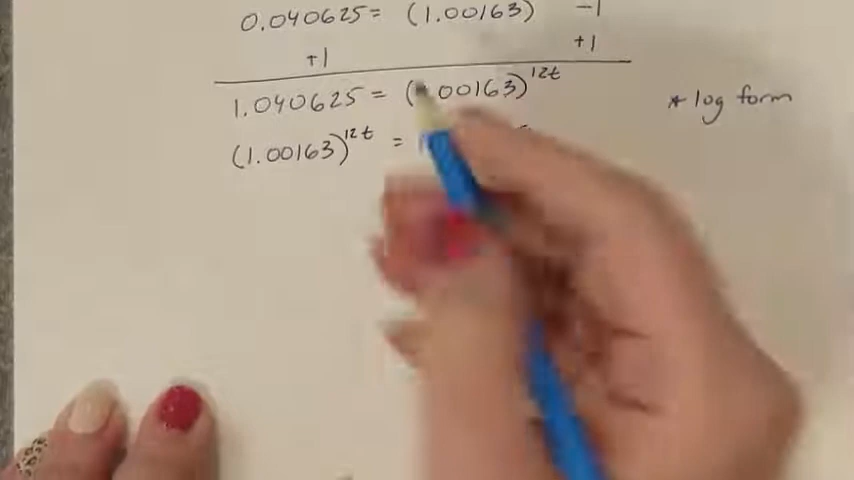 0.040625 = (1.00163) -1
+1 +1
1.040625 = (1.00163)^12t
* log form
(1.00163)^12t =